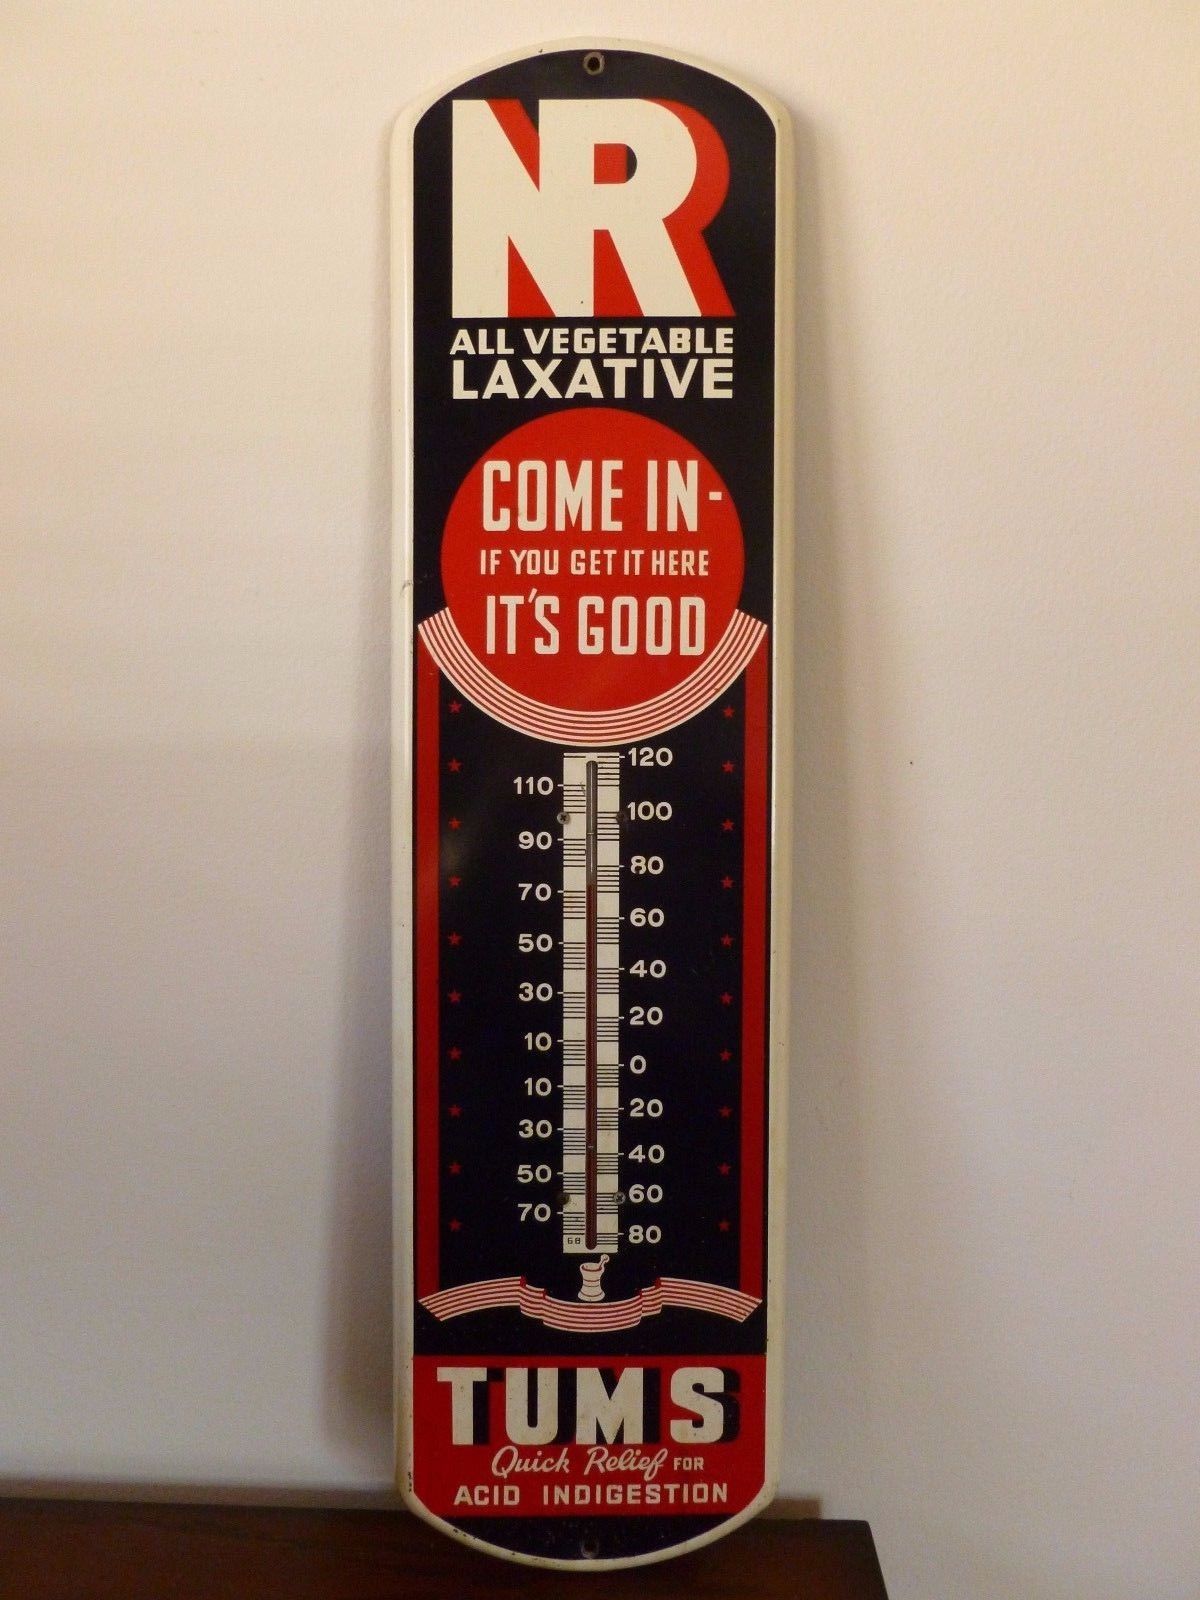 NR
ALL VEGETABLE
LAXATIVE
COME IN-
IF YOU GET IT HERE
IT'S GOOD
120
110
100
90
80
70
60
50
40
30
20
10
0
10
20
30
40
50
60
70
80
68
TUMS
Quick Relief FOR
ACID INDIGESTION